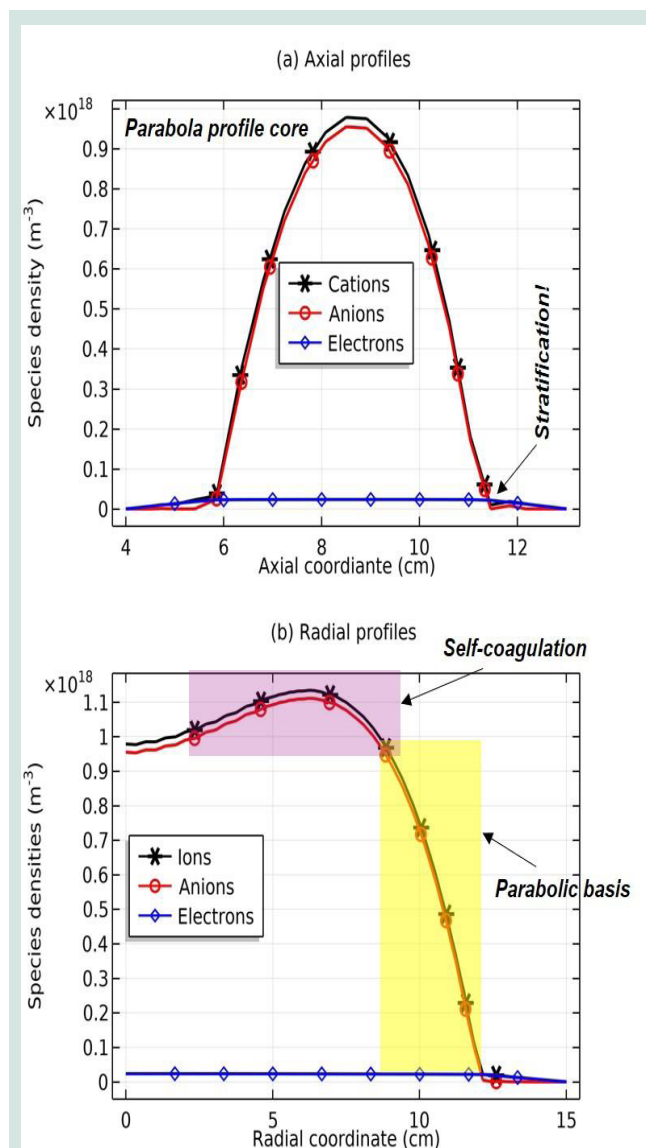 (a) Axial profiles
×10^18
Parabola profile core
0.9
0.8
0.7
0.6
0.5
0.4
0.3
0.2
0.1
0
Species density (m^-3)
Cations
Anions
Electrons
Stratification!
4 6 8 10 12
Axial coordiante (cm)
(b) Radial profiles
Self-coagulation
×10^18
1.1
1
0.9
0.8
0.7
0.6
0.5
0.4
0.3
0.2
0.1
0
Species densities (m^-3)
Ions
Anions
Electrons
Parabolic basis
0 5 10 15
Radial coordinate (cm)